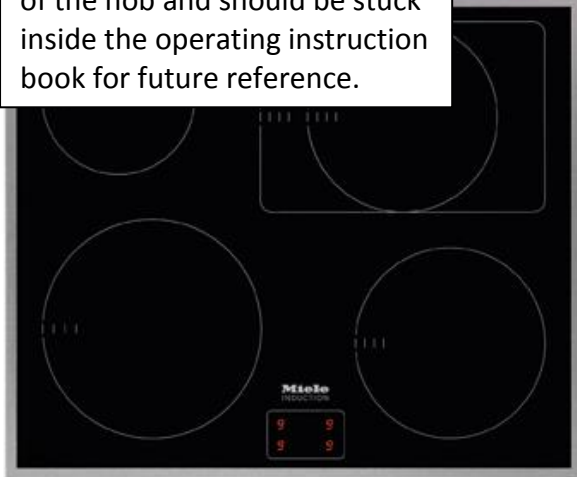 of the hob and should be stuck
inside the operating instruction
book for future reference.
Miele
INDUCTION
9 9
9 9